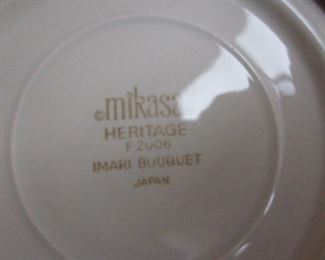 ©mikasa
HERITAGE
F 2006
IMARI BOUQUET
JAPAN